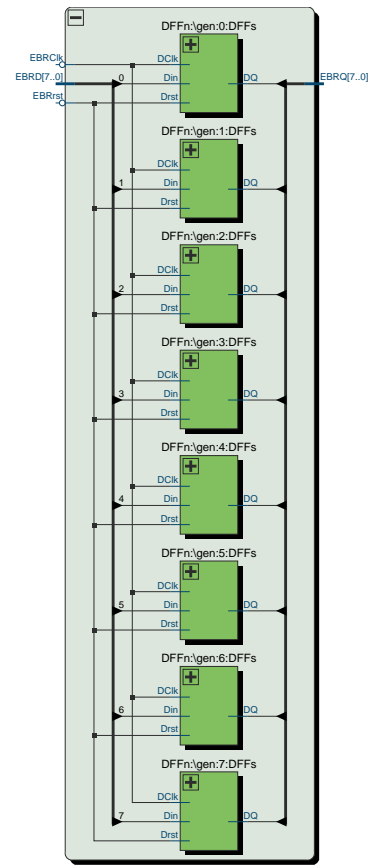 DFFn:\gen:0:DFFs
EBRClk DClk
EBRD[7..0] 0 Din DQ EBRQ[7..0]
EBRrst Drst
DFFn:\gen:1:DFFs
DClk
1 Din DQ
Drst
DFFn:\gen:2:DFFs
DClk
2 Din DQ
Drst
DFFn:\gen:3:DFFs
DClk
3 Din DQ
Drst
DFFn:\gen:4:DFFs
DClk
4 Din DQ
Drst
DFFn:\gen:5:DFFs
DClk
5 Din DQ
Drst
DFFn:\gen:6:DFFs
DClk
6 Din DQ
Drst
DFFn:\gen:7:DFFs
DClk
7 Din DQ
Drst